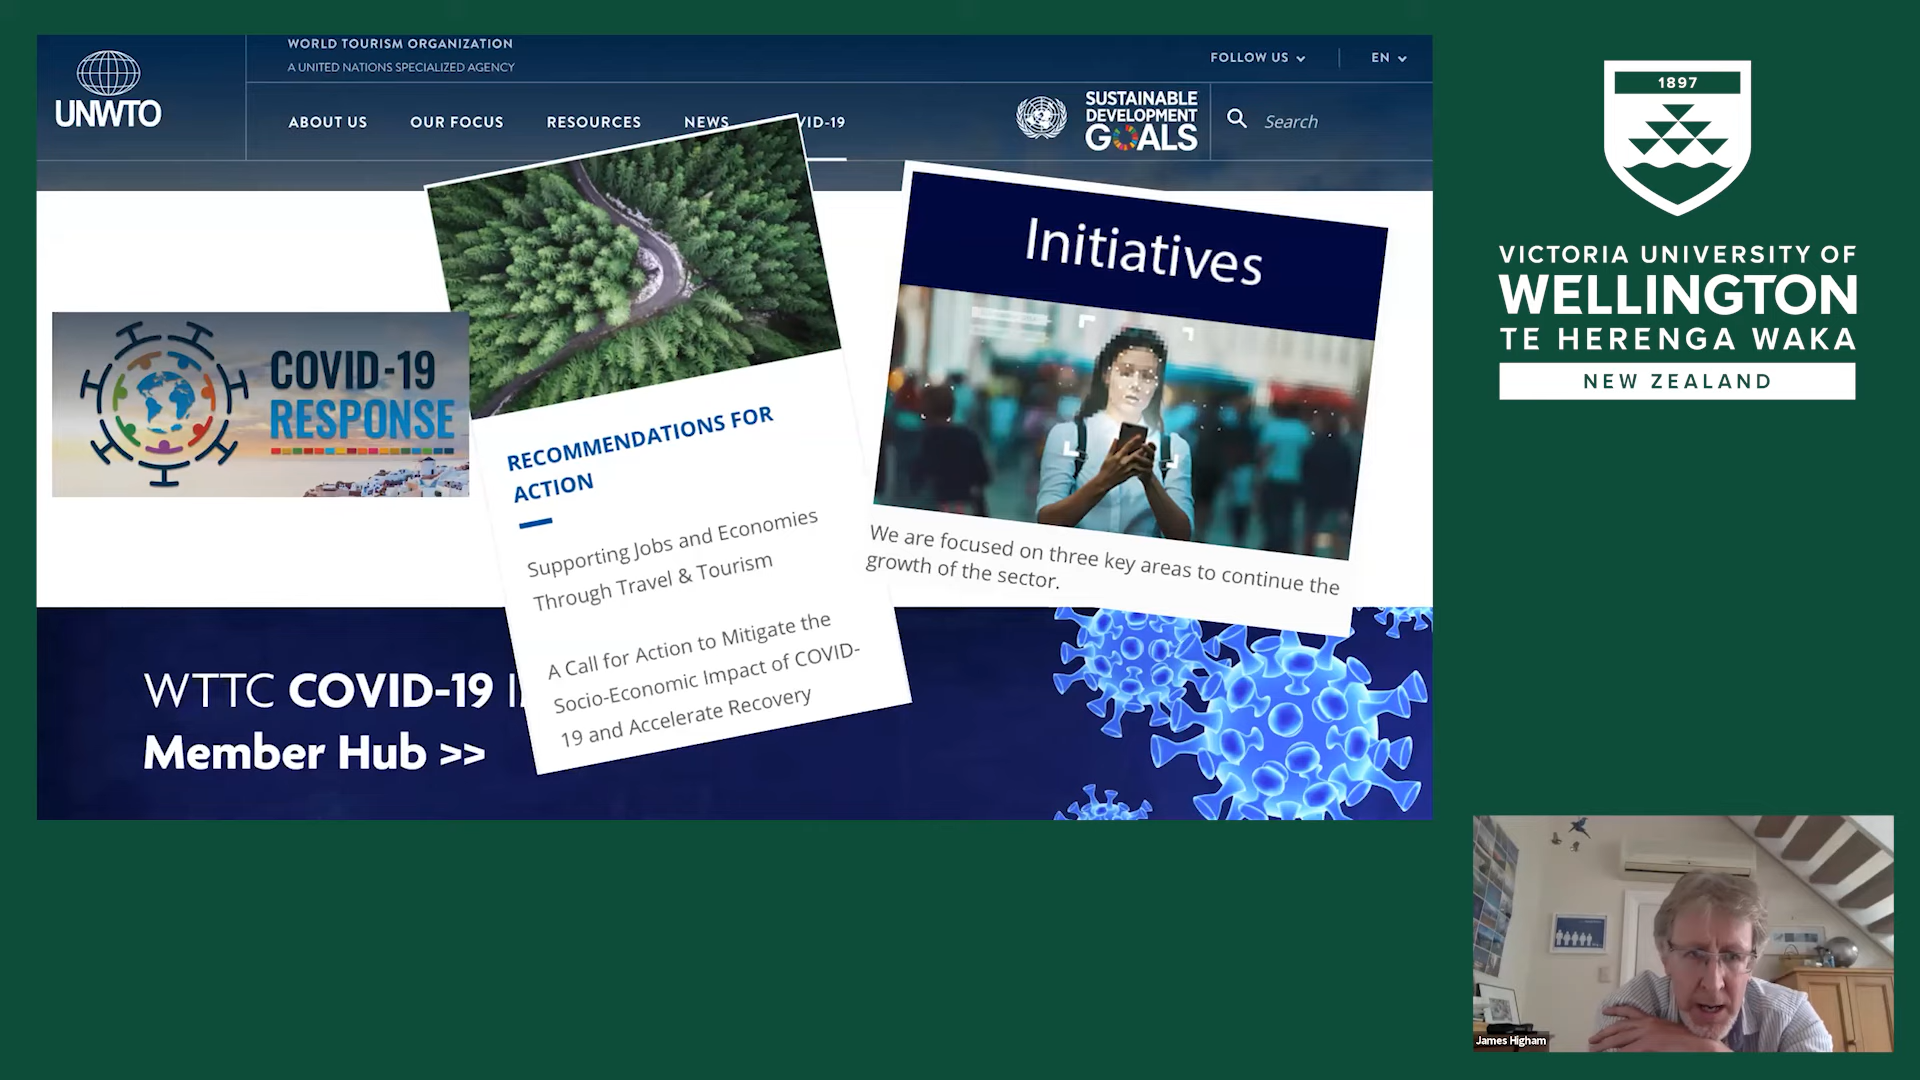 WORLD TOURISM ORGANIZATION
A UNITED NATIONS SPECIALIZED AGENCY
UNWTO
FOLLOW US
EN
ABOUT US
OUR FOCUS
RESOURCES
NEWS
VID-19
SUSTAINABLE
DEVELOPMENT
GOALS
Search
COVID-19
RESPONSE
RECOMMENDATIONS FOR
ACTION
Supporting Jobs and Economies
Through Travel & Tourism
A Call for Action to Mitigate the
Socio-Economic Impact of COVID-
19 and Accelerate Recovery
Initiatives
We are focused on three key areas to continue the
growth of the sector.
WTTC COVID-19
Member Hub >>
1897
VICTORIA UNIVERSITY OF
WELLINGTON
TE HERENGA WAKA
NEW ZEALAND
James Higham